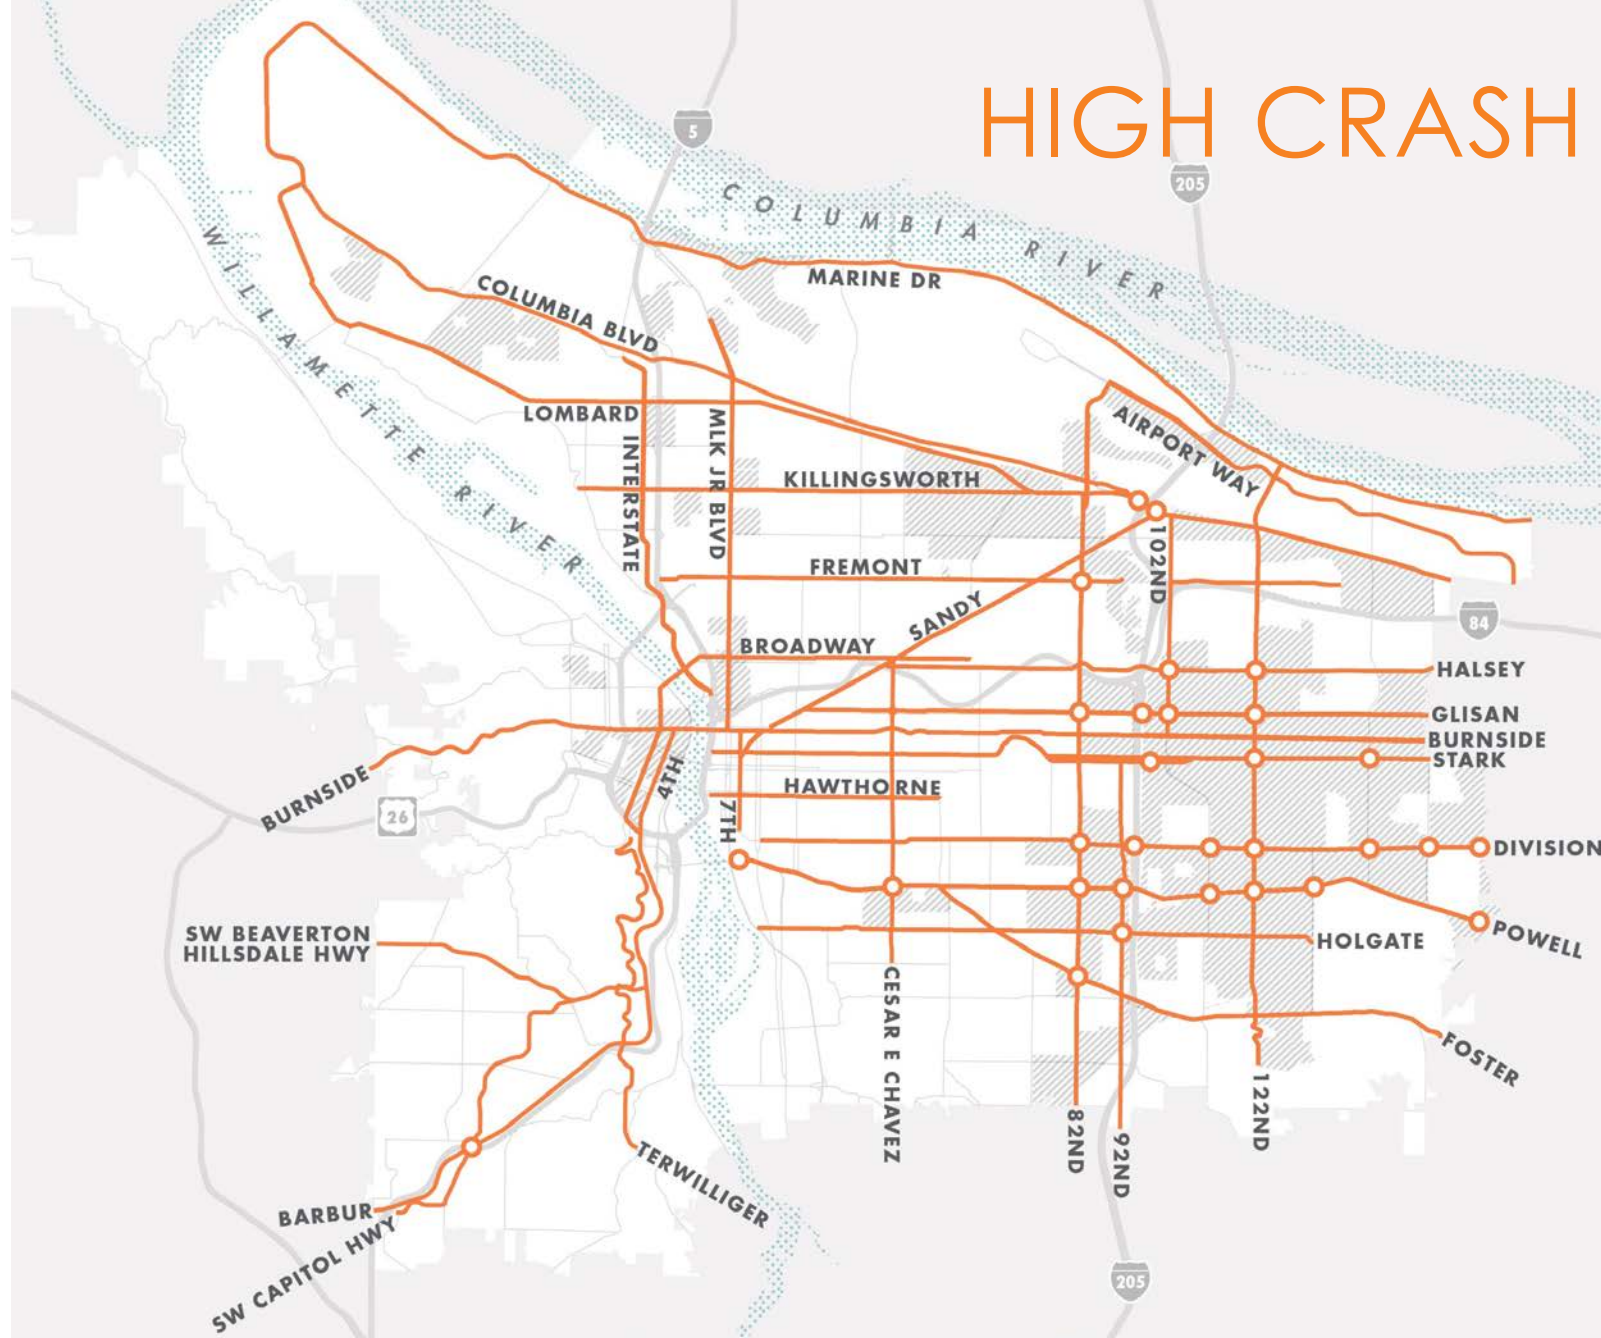 HIGH CRASH
5
205
COLUMBIA RIVER
WILLAMETTE RIVER
MARINE DR
COLUMBIA BLVD
LOMBARD
INTERSTATE
MLK JR BLVD
AIRPORT WAY
KILLINGSWORTH
102ND
FREMONT
SANDY
84
BROADWAY
HALSEY
GLISAN
BURNSIDE
STARK
BURNSIDE
4TH
HAWTHORNE
26
7TH
DIVISION
SW BEAVERTON
HILLSDALE HWY
POWELL
HOLGATE
CESAR E CHAVEZ
FOSTER
82ND
92ND
122ND
TERWILLIGER
BARBUR
SW CAPITOL HWY
205